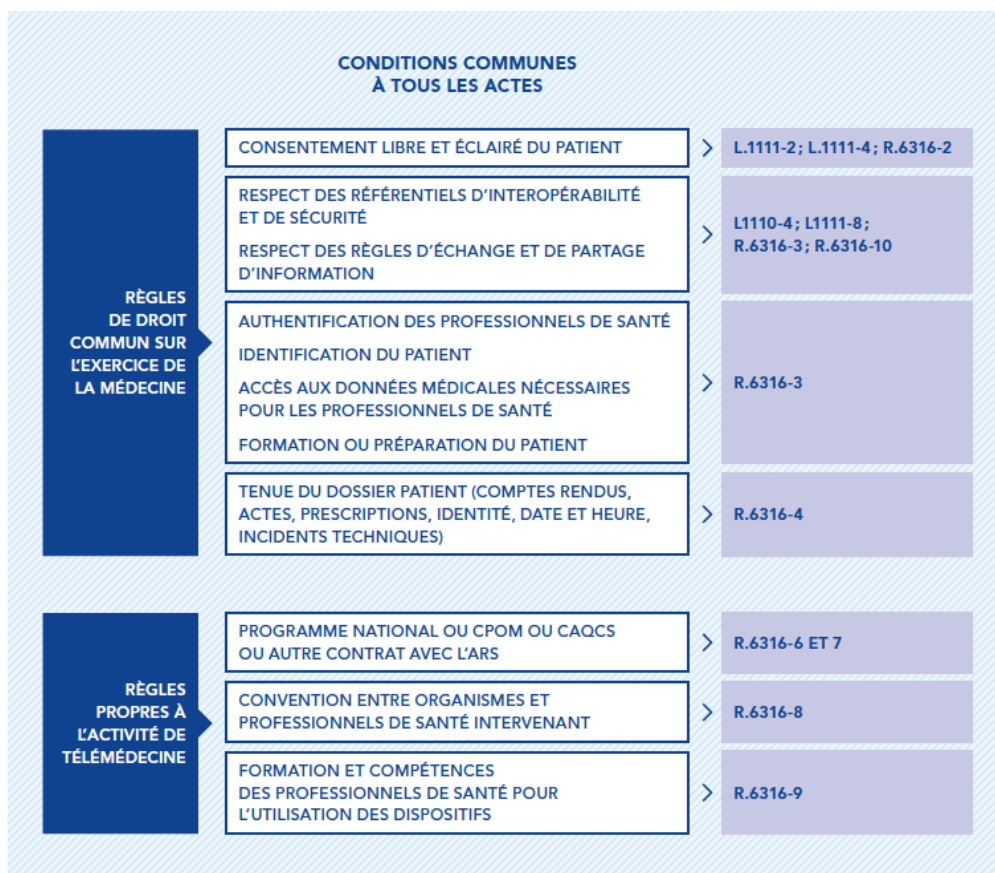 CONDITIONS COMMUNES
À TOUS LES ACTES
RÈGLES
DE DROIT
COMMUN SUR
L'EXERCICE DE
LA MÉDECINE
CONSENTEMENT LIBRE ET ÉCLAIRÉ DU PATIENT
L.1111-2 ; L.1111-4 ; R.6316-2
RESPECT DES RÉFÉRENTIELS D'INTEROPÉRABILITÉ
ET DE SÉCURITÉ
RESPECT DES RÈGLES D'ÉCHANGE ET DE PARTAGE
D'INFORMATION
L1110-4 ; L1111-8 ;
R.6316-3 ; R.6316-10
AUTHENTIFICATION DES PROFESSIONNELS DE SANTÉ
IDENTIFICATION DU PATIENT
ACCÈS AUX DONNÉES MÉDICALES NÉCESSAIRES
POUR LES PROFESSIONNELS DE SANTÉ
FORMATION OU PRÉPARATION DU PATIENT
R.6316-3
TENUE DU DOSSIER PATIENT (COMPTES RENDUS,
ACTES, PRESCRIPTIONS, IDENTITÉ, DATE ET HEURE,
INCIDENTS TECHNIQUES)
R.6316-4
RÈGLES
PROPRES À
L'ACTIVITÉ DE
TÉLÉMÉDECINE
PROGRAMME NATIONAL OU CPOM OU CAQCS
OU AUTRE CONTRAT AVEC L'ARS
R.6316-6 ET 7
CONVENTION ENTRE ORGANISMES ET
PROFESSIONNELS DE SANTÉ INTERVENANT
R.6316-8
FORMATION ET COMPÉTENCES
DES PROFESSIONNELS DE SANTÉ POUR
L'UTILISATION DES DISPOSITIFS
R.6316-9